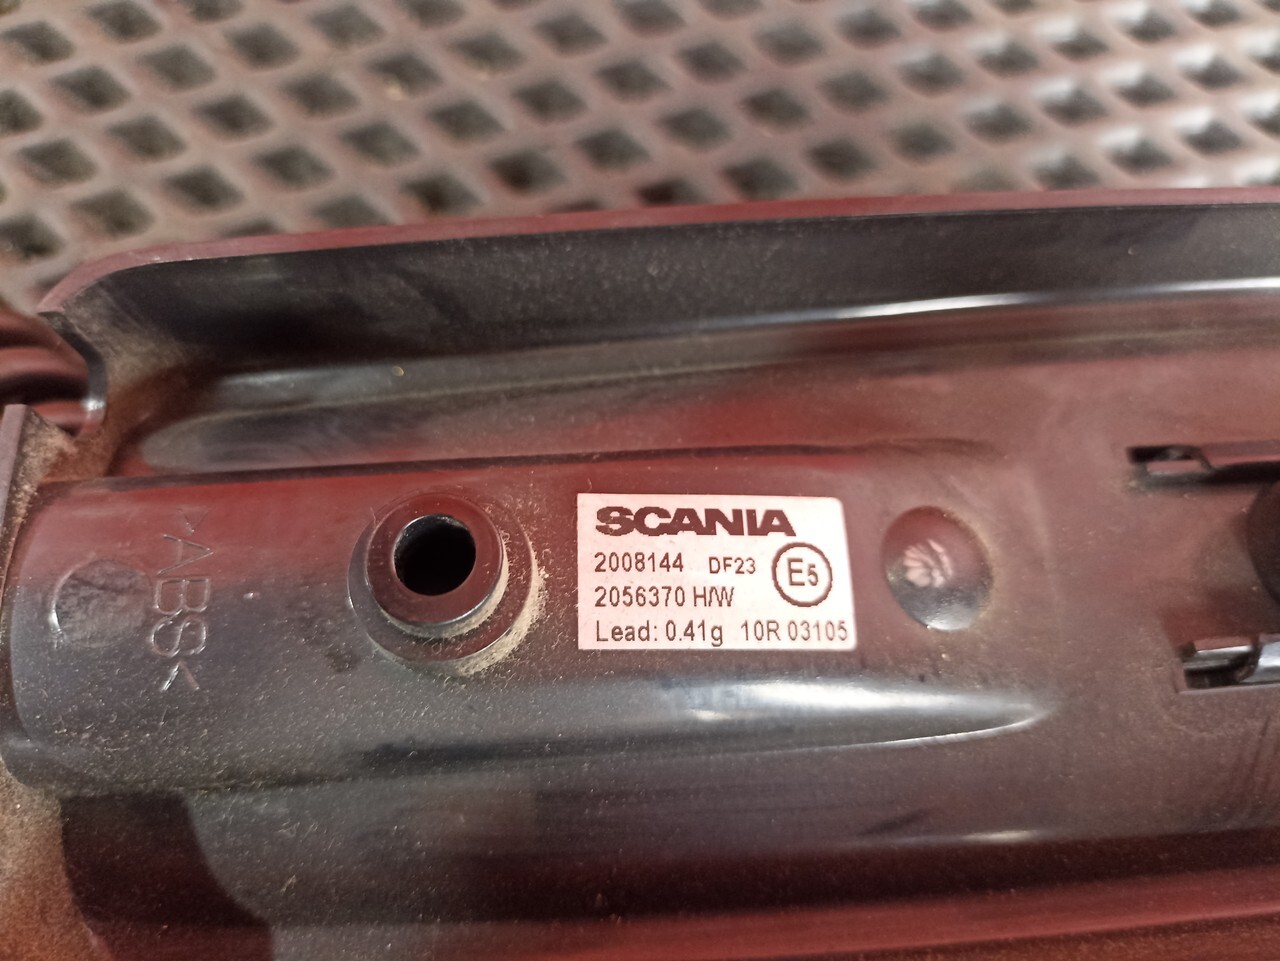 SCANIA
2008144 DF23 E5
2056370 H/W
Lead: 0.41g 10R 03105
>ABS<